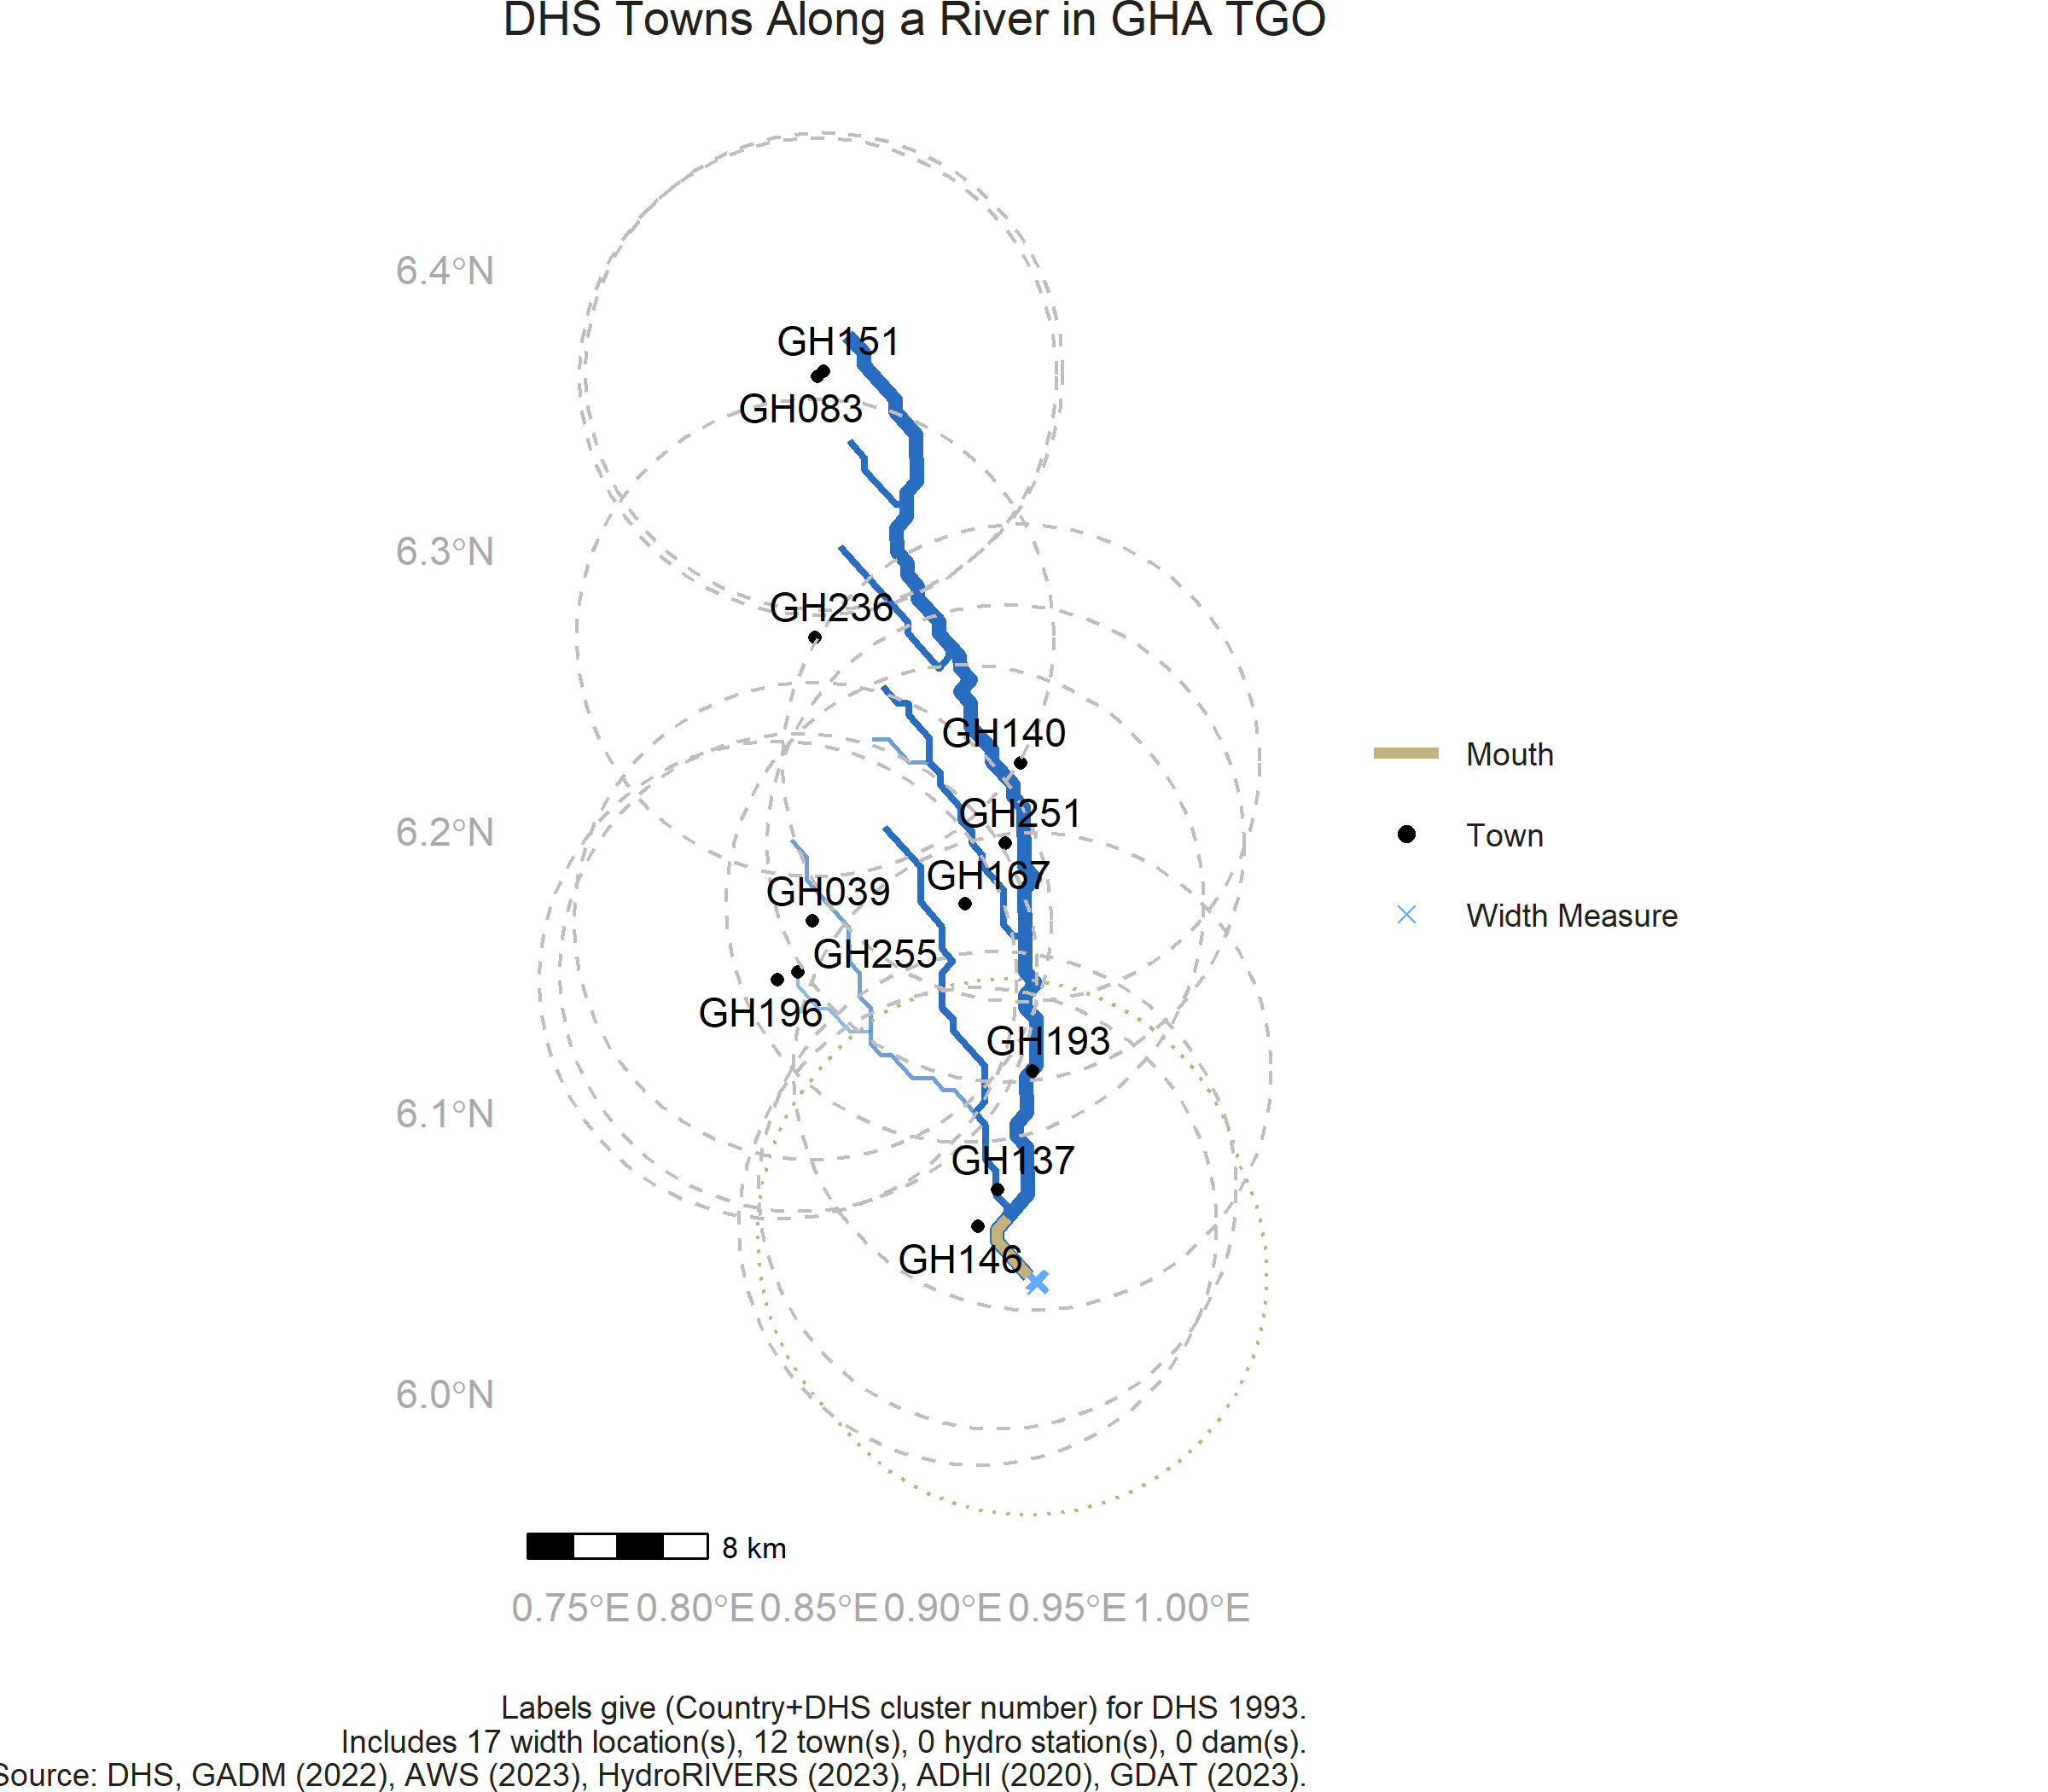 DHS Towns Along a River in GHA TGO
6.4°N
GH151
GH083
6.3°N
GH236
GH140
Mouth
GH251
6.2°N
Town
GH167
GH039
Width Measure
GH255
GH196
GH193
6.1°N
GH137
GH146
6.0°N
8 km
0.75°E 0.80°E 0.85°E 0.90°E 0.95°E 1.00°E
Labels give (Country+DHS cluster number) for DHS 1993.
Includes 17 width location(s), 12 town(s), 0 hydro station(s), 0 dam(s).
Source: DHS, GADM (2022), AWS (2023), HydroRIVERS (2023), ADHI (2020), GDAT (2023).